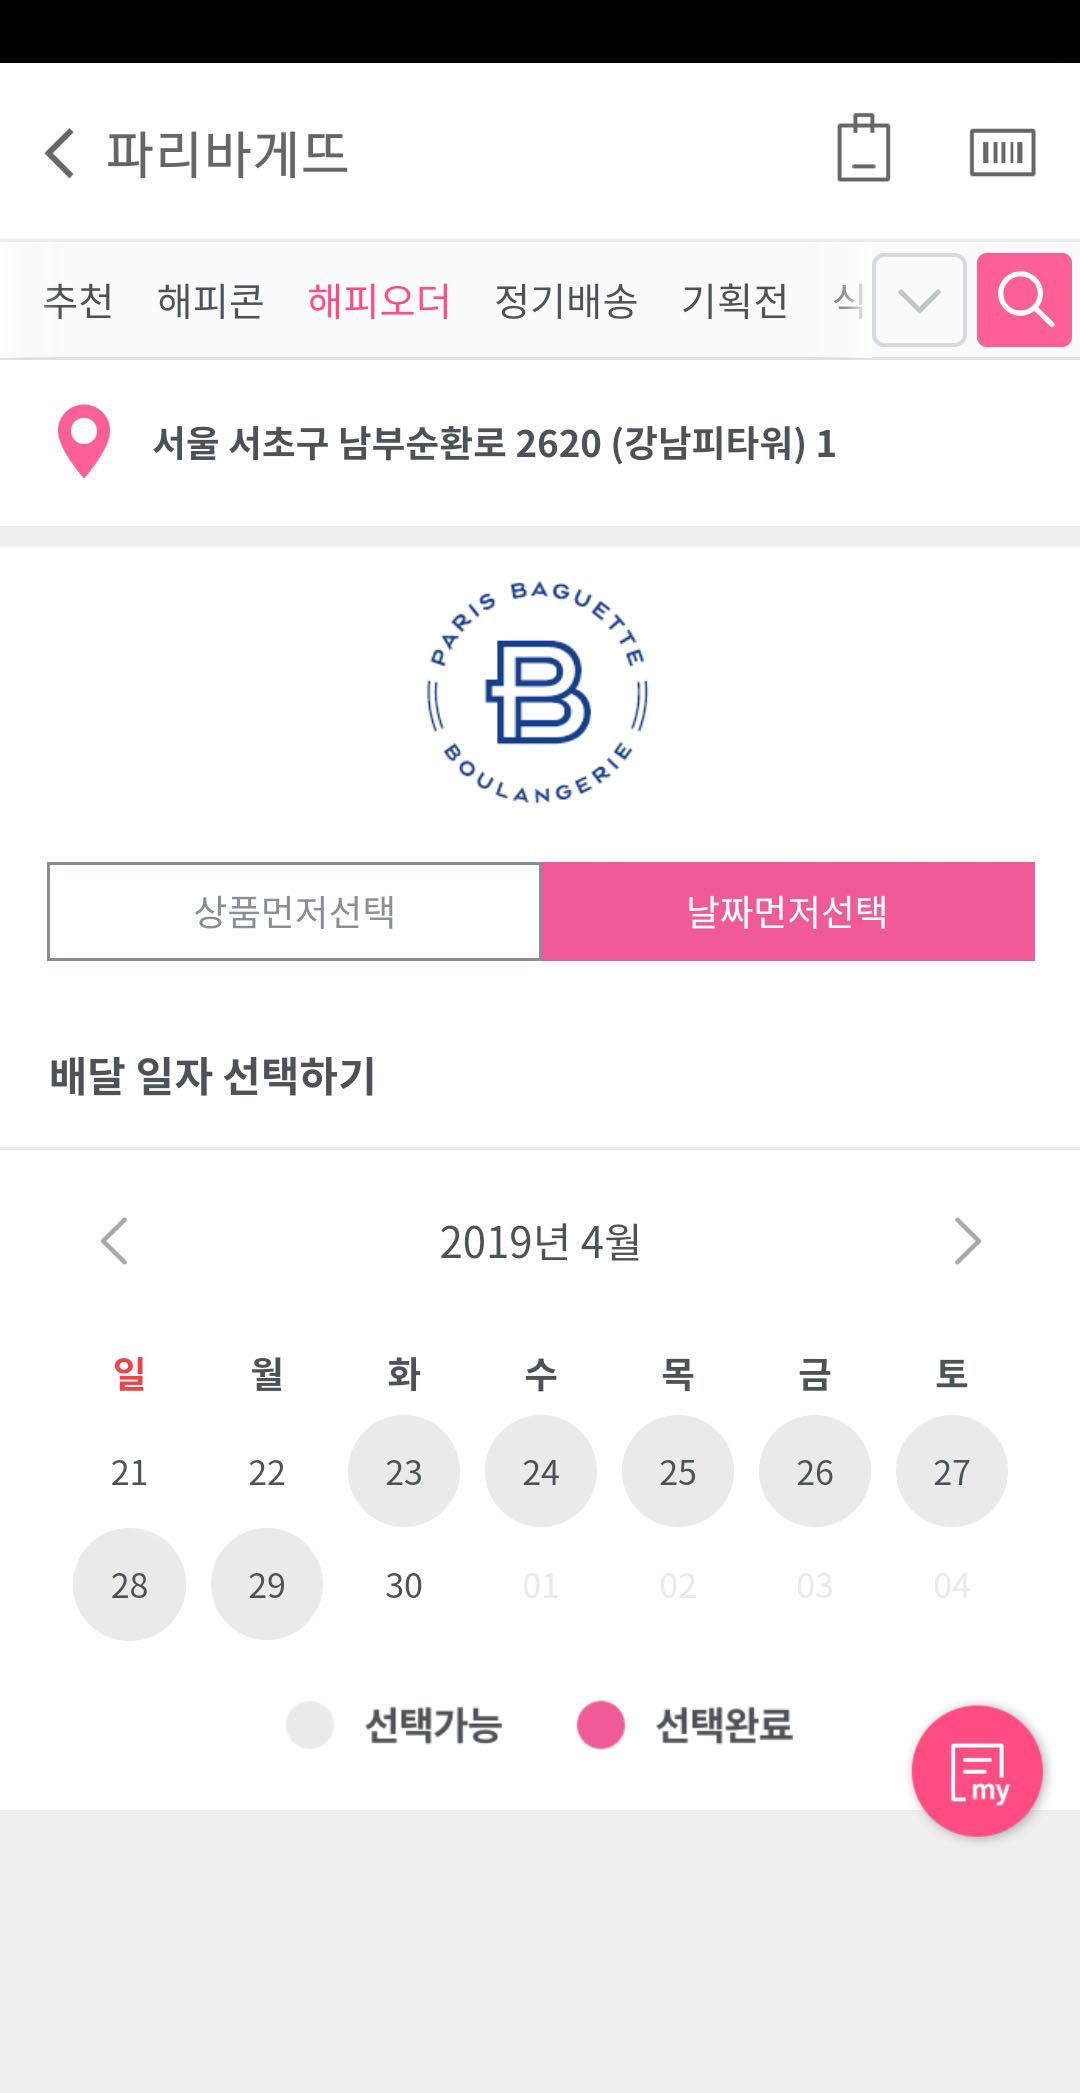 파리바게뜨
추천 해피콘 해피오더 정기배송 기획전 식
서울 서초구 남부순환로 2620 (강남피타워) 1
PARIS BAGUETTE
B
BOULANGERIE
상품먼저선택 날짜먼저선택
배달 일자 선택하기
2019년 4월
일 월 화 수 목 금 토
21 22 23 24 25 26 27
28 29 30 01 02 03 04
선택가능 선택완료
my